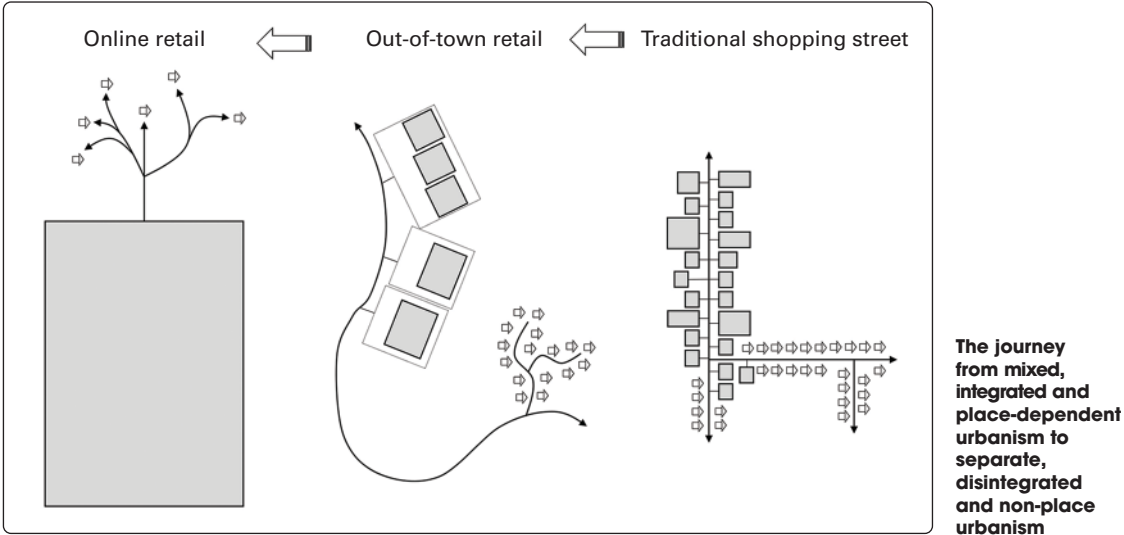 Online retail
Out-of-town retail
Traditional shopping street
The journey
from mixed,
integrated and
place-dependent
urbanism to
separate,
disintegrated
and non-place
urbanism